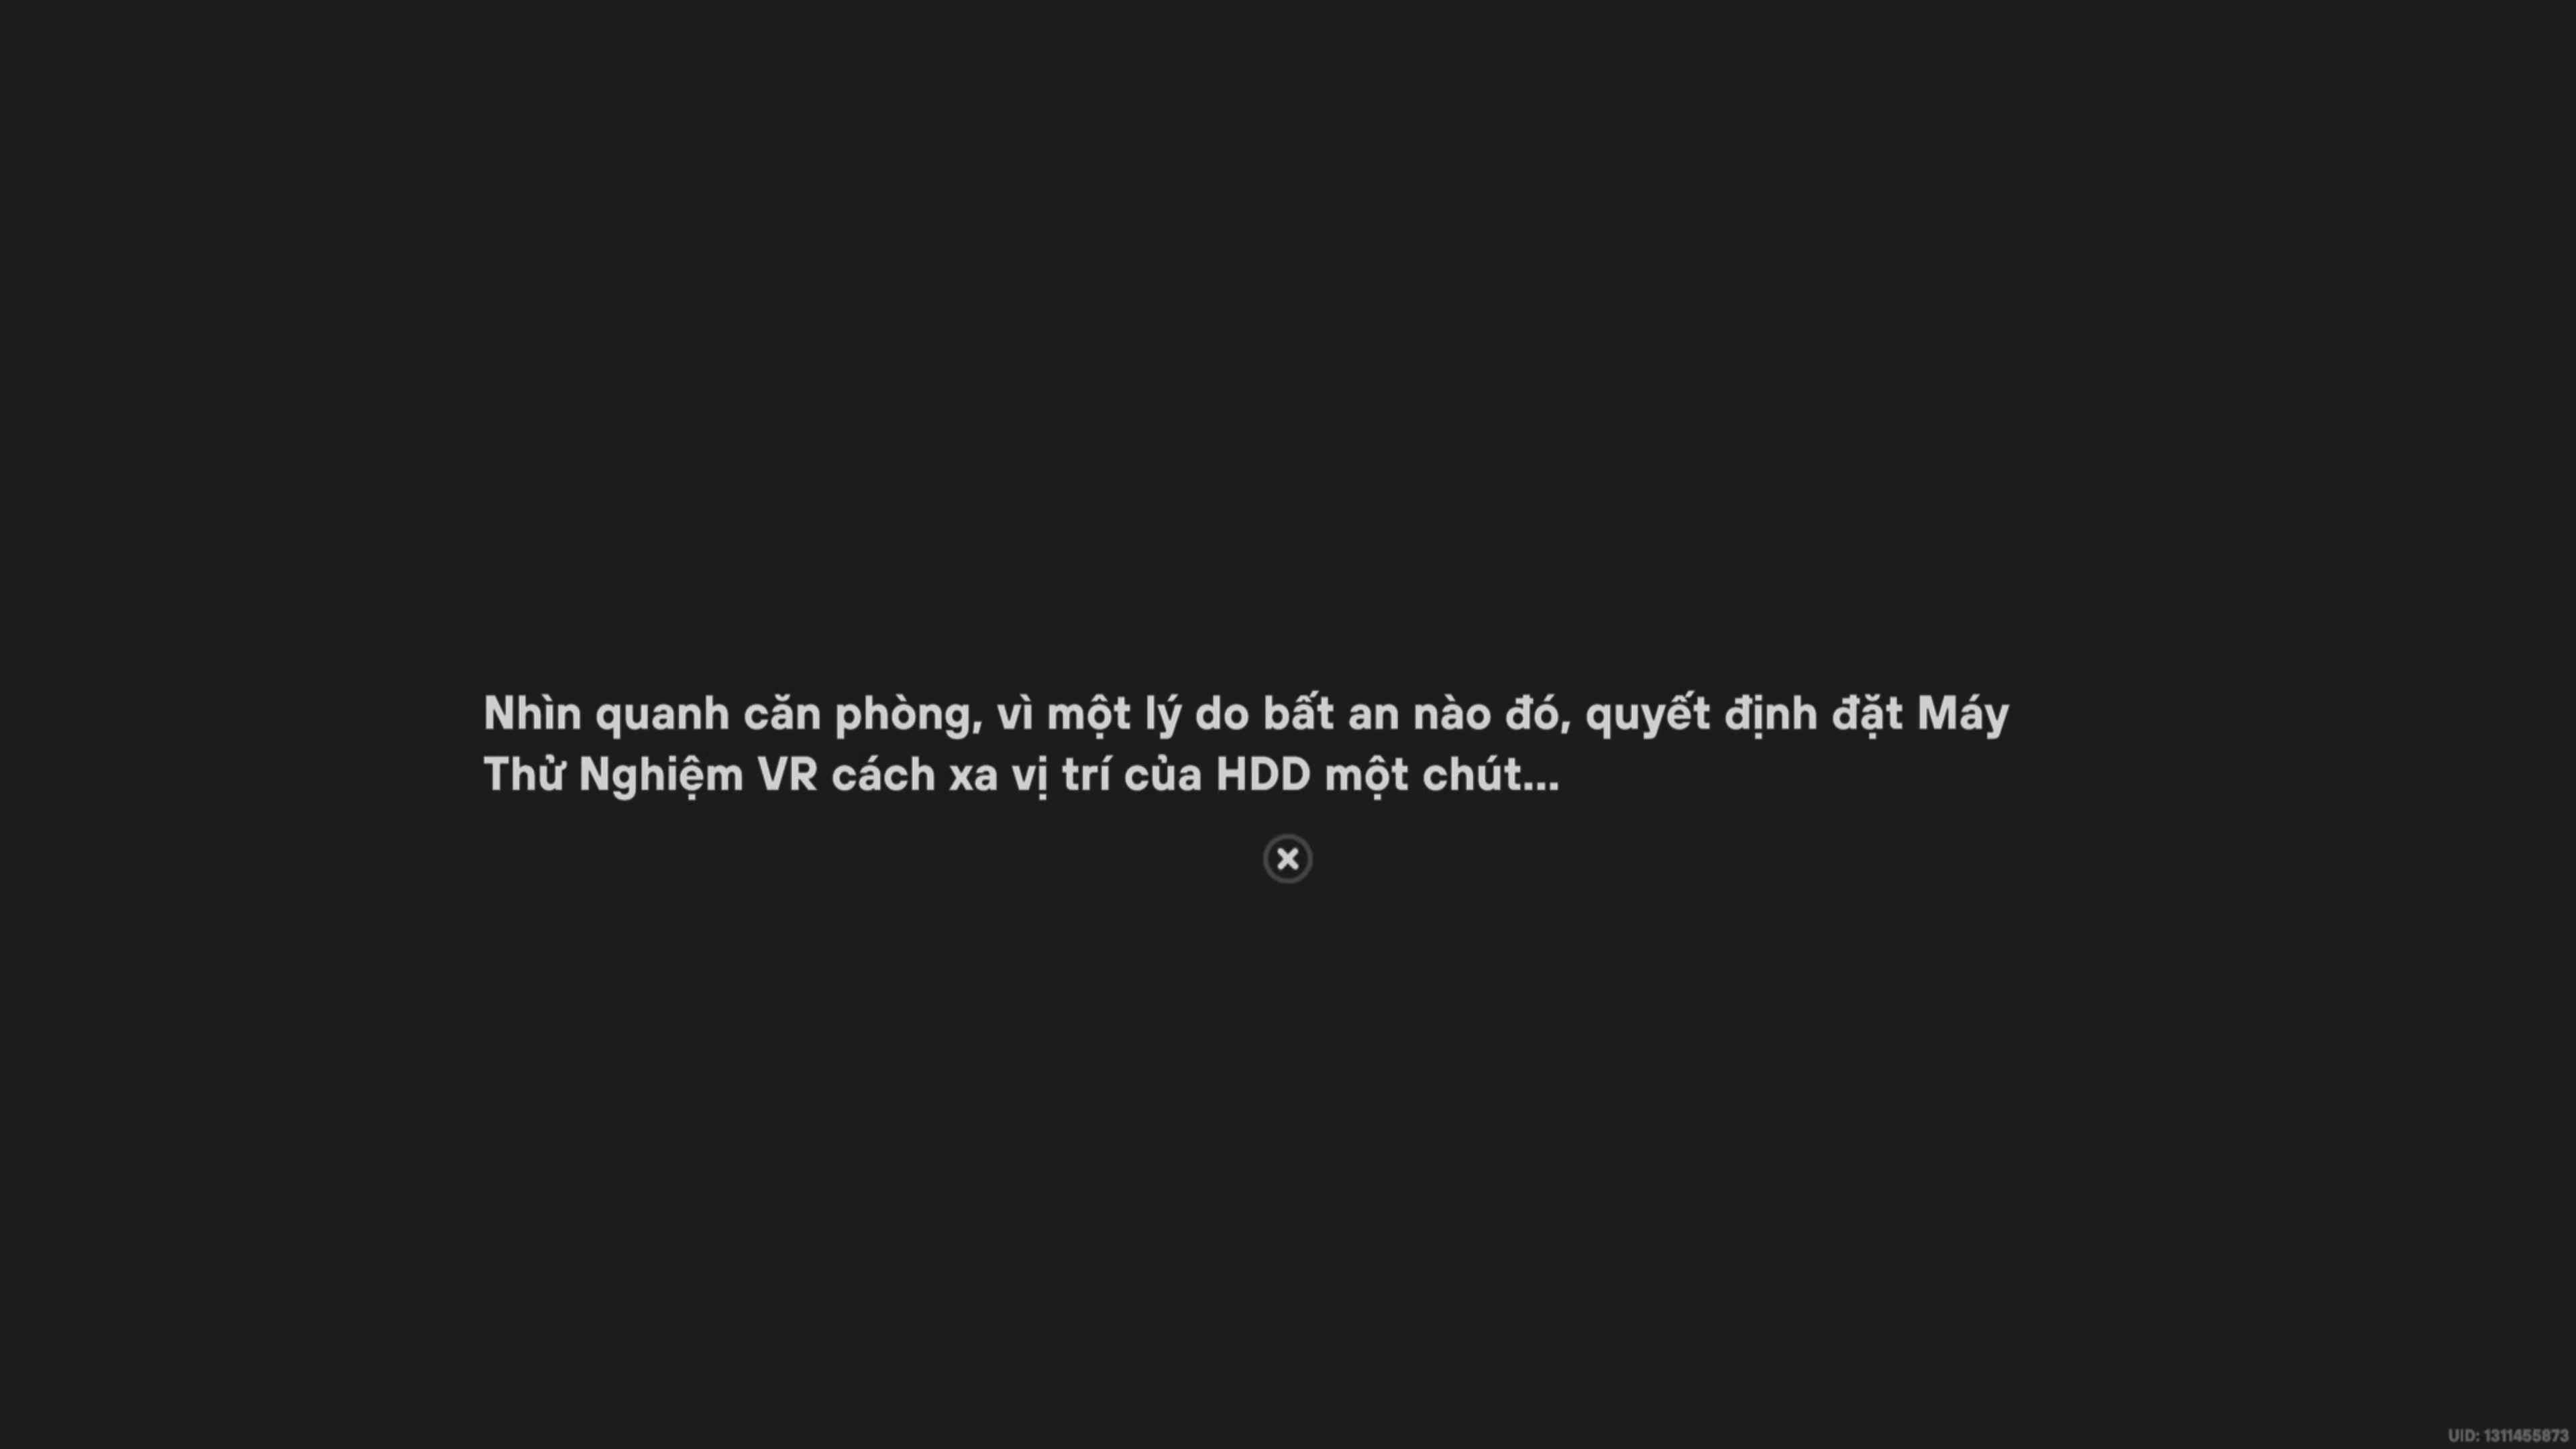 Nhìn quanh căn phòng, vì một lý do bất an nào đó, quyết định đặt Máy
Thử Nghiệm VR cách xa vị trí của HDD một chút...
UID: 1311455873